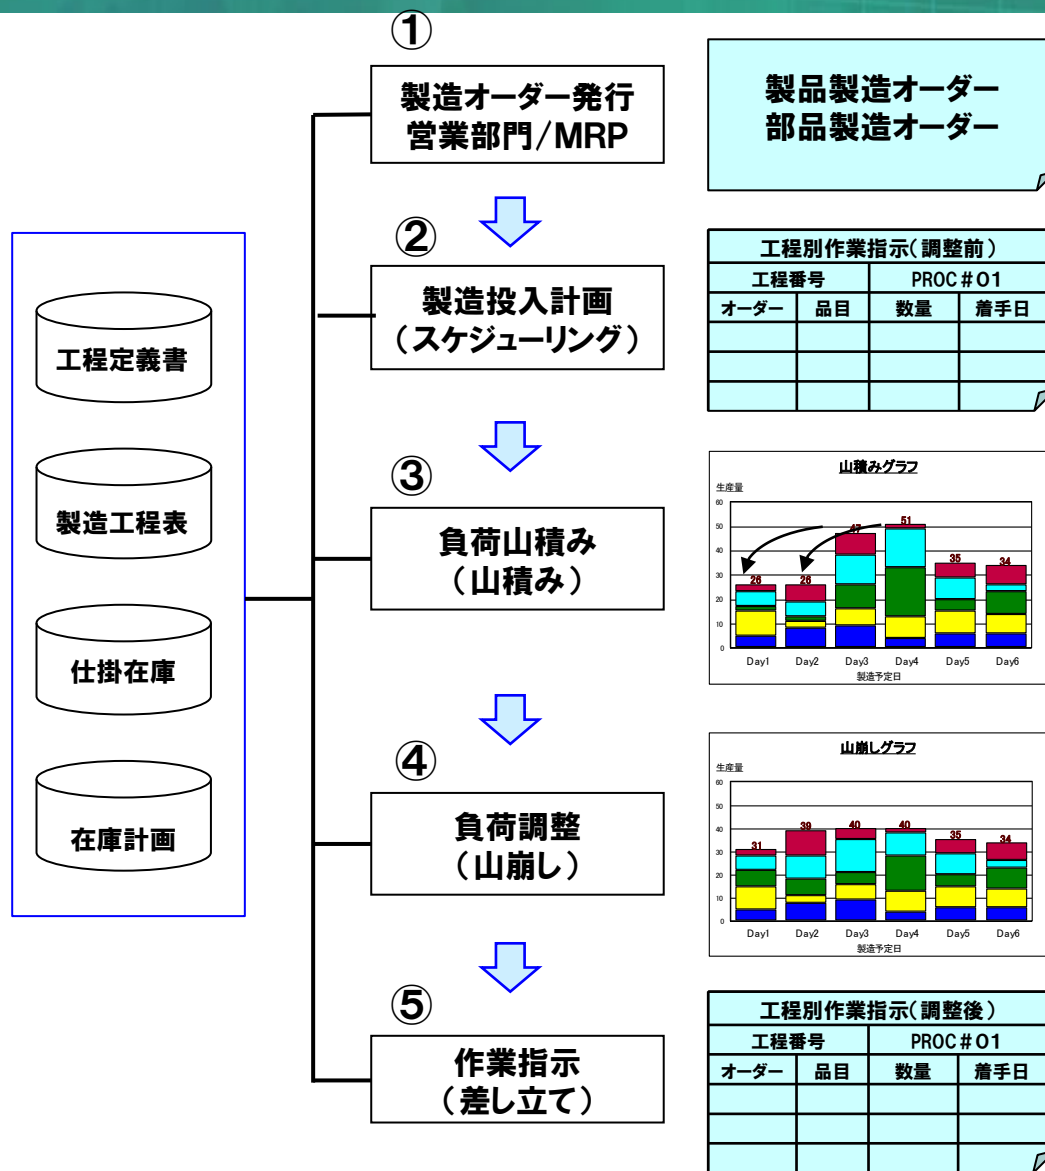 ①
製造オーダー発行
営業部門/MRP
製品製造オーダー
部品製造オーダー
②
製造投入計画
（スケジューリング）
工程別作業指示（調整前）
工程番号 PROC＃01
オーダー 品目 数量 着手日
工程定義書
製造工程表
仕掛在庫
在庫計画
③
負荷山積み
（山積み）
山積みグラフ
生産量
60
50
40
30
20
10
0
26 26 47 51 35 34
Day1 Day2 Day3 Day4 Day5 Day6
製造予定日
④
負荷調整
（山崩し）
山崩しグラフ
生産量
60
50
40
30
20
10
0
31 39 40 40 35 34
Day1 Day2 Day3 Day4 Day5 Day6
製造予定日
⑤
作業指示
（差し立て）
工程別作業指示（調整後）
工程番号 PROC＃01
オーダー 品目 数量 着手日